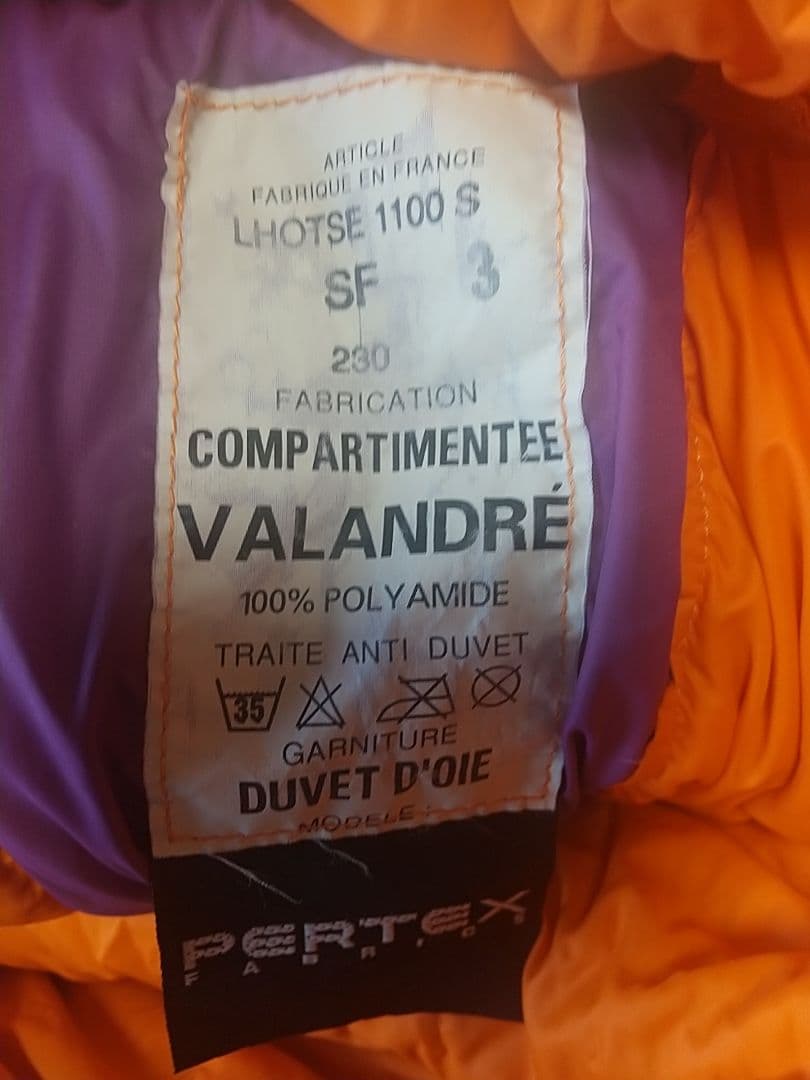 ARTICLE
FABRIQUE EN FRANCE
LHOTSE 1100 S
SF 3
230
FABRICATION
COMPARTIMENTEE
VALANDRÉ
100% POLYAMIDE
TRAITE ANTI DUVET
35
GARNITURE
DUVET D'OIE
MODELE :
PERTEX
FABRICS